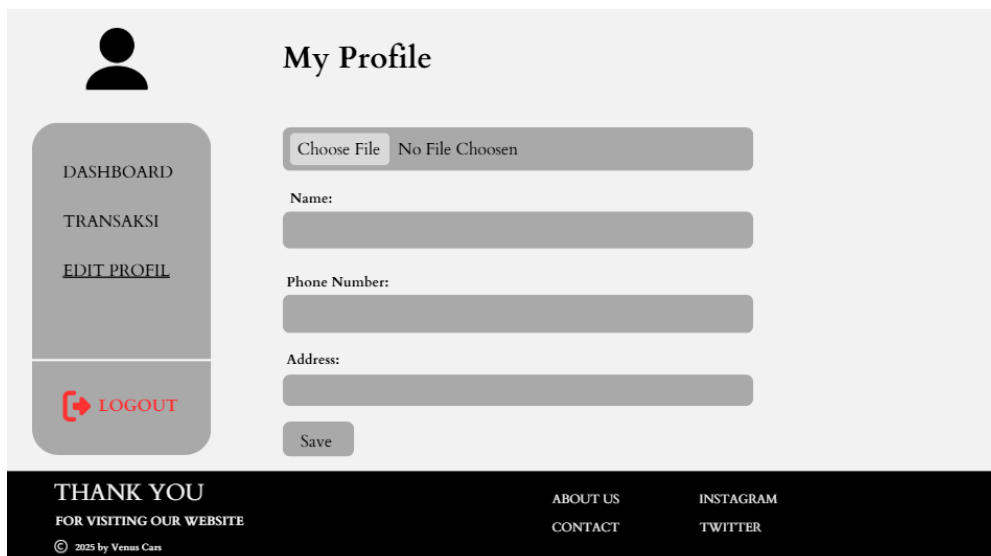 My Profile
DASHBOARD
TRANSAKSI
EDIT PROFIL
LOGOUT
Choose File No File Choosen
Name:
Phone Number:
Address:
Save
THANK YOU
FOR VISITING OUR WEBSITE
© 2025 by Venus Cars
ABOUT US
CONTACT
INSTAGRAM
TWITTER